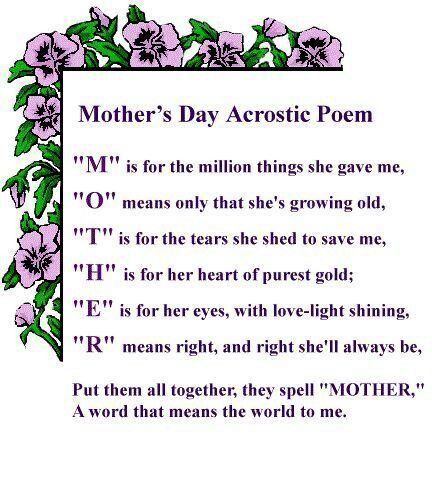 Mother's Day Acrostic Poem
"M" is for the million things she gave me,
"O" means only that she's growing old,
"T" is for the tears she shed to save me,
"H" is for her heart of purest gold;
"E" is for her eyes, with love-light shining,
"R" means right, and right she'll always be,
Put them all together, they spell "MOTHER,"
A word that means the world to me.